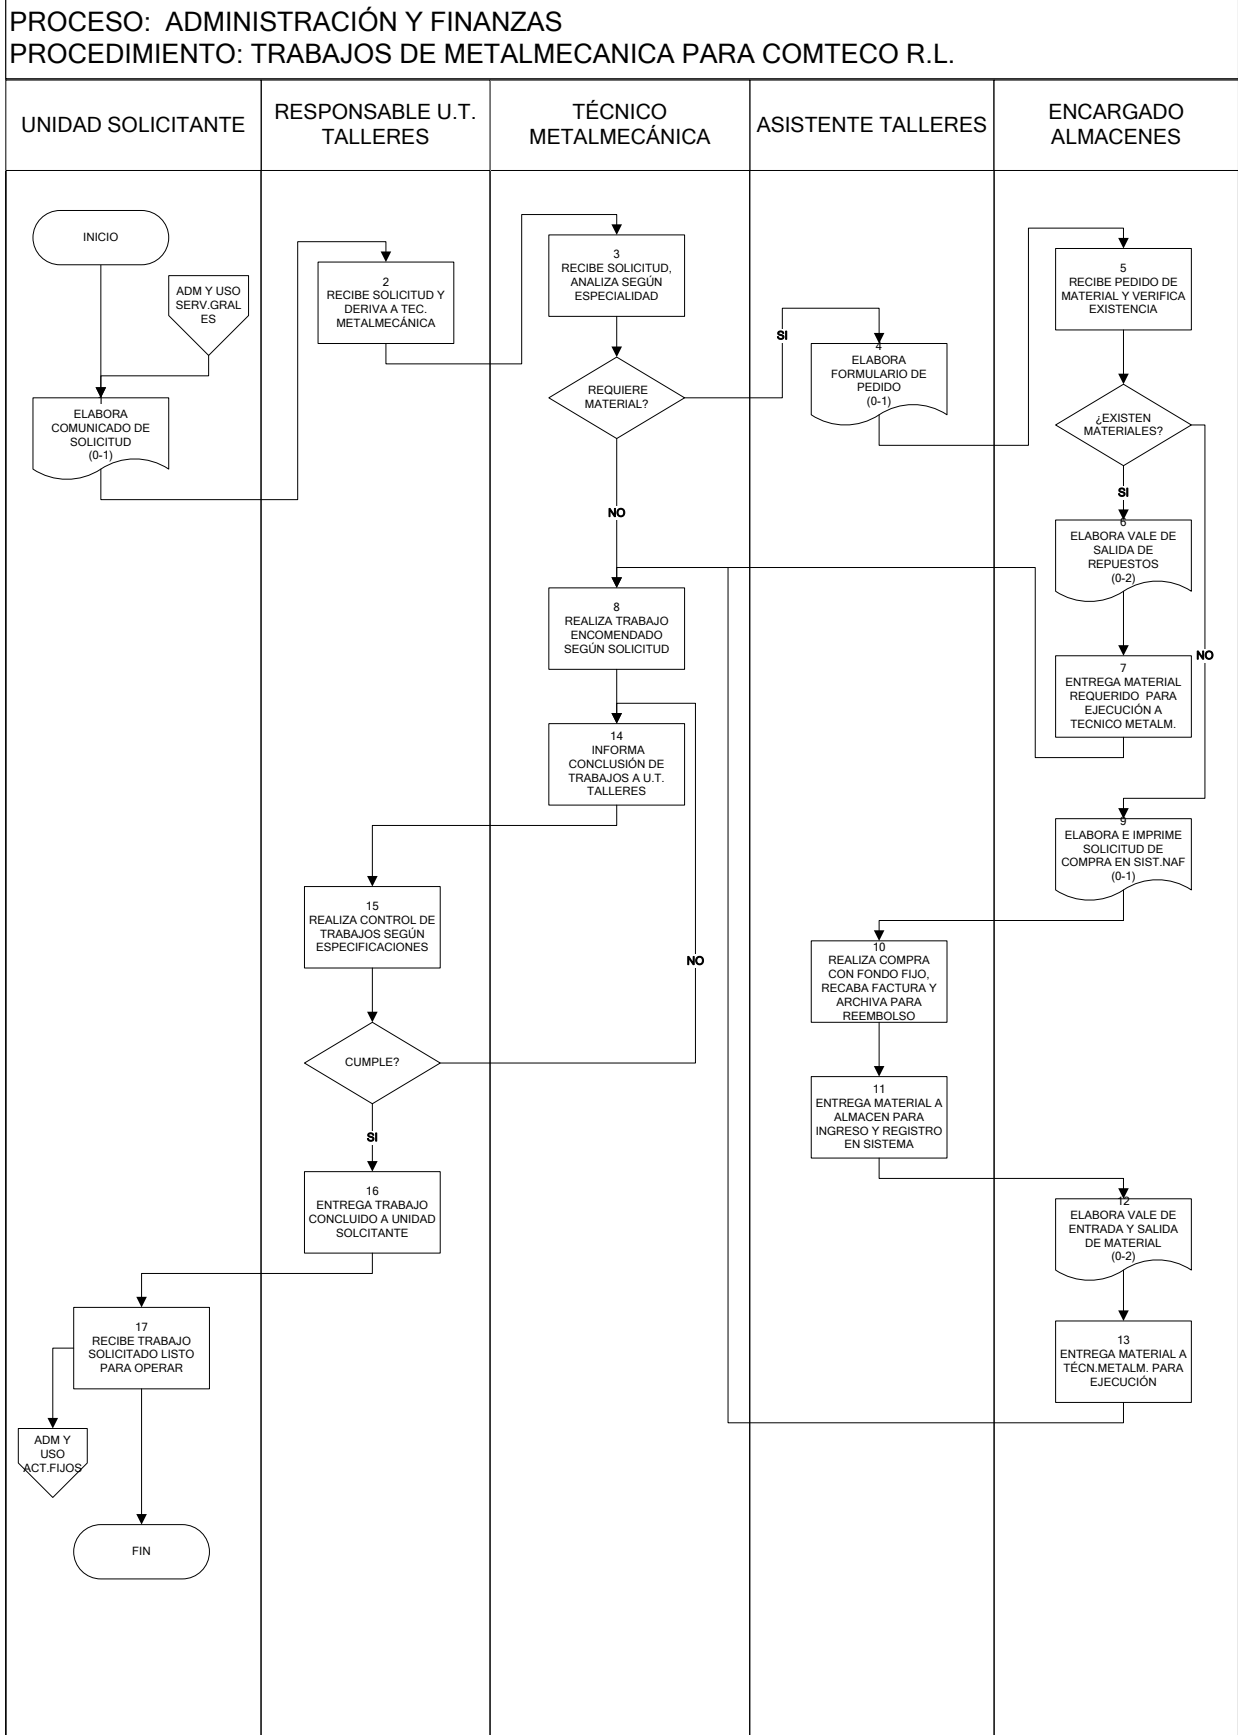 PROCESO: ADMINISTRACIÓN Y FINANZAS
PROCEDIMIENTO: TRABAJOS DE METALMECANICA PARA COMTECO R.L.
UNIDAD SOLICITANTE
RESPONSABLE U.T.
TALLERES
TÉCNICO
METALMECÁNICA
ASISTENTE TALLERES
ENCARGADO
ALMACENES
INICIO
ADM Y USO
SERV.GRAL
ES
ELABORA
COMUNICADO DE
SOLICITUD
(0-1)
2
RECIBE SOLICITUD Y
DERIVA A TEC.
METALMECÁNICA
3
RECIBE SOLICITUD,
ANALIZA SEGÚN
ESPECIALIDAD
REQUIERE
MATERIAL?
SI
NO
4
ELABORA
FORMULARIO DE
PEDIDO
(0-1)
5
RECIBE PEDIDO DE
MATERIAL Y VERIFICA
EXISTENCIA
¿EXISTEN
MATERIALES?
SI
NO
6
ELABORA VALE DE
SALIDA DE
REPUESTOS
(0-2)
7
ENTREGA MATERIAL
REQUERIDO PARA
EJECUCIÓN A
TECNICO METALM.
8
REALIZA TRABAJO
ENCOMENDADO
SEGÚN SOLICITUD
9
ELABORA E IMPRIME
SOLICITUD DE
COMPRA EN SIST.NAF
(0-1)
10
REALIZA COMPRA
CON FONDO FIJO,
RECABA FACTURA Y
ARCHIVA PARA
REEMBOLSO
11
ENTREGA MATERIAL A
ALMACEN PARA
INGRESO Y REGISTRO
EN SISTEMA
12
ELABORA VALE DE
ENTRADA Y SALIDA
DE MATERIAL
(0-2)
13
ENTREGA MATERIAL A
TÉCN.METALM. PARA
EJECUCIÓN
14
INFORMA
CONCLUSIÓN DE
TRABAJOS A U.T.
TALLERES
15
REALIZA CONTROL DE
TRABAJOS SEGÚN
ESPECIFICACIONES
CUMPLE?
NO
SI
16
ENTREGA TRABAJO
CONCLUIDO A UNIDAD
SOLCITANTE
17
RECIBE TRABAJO
SOLICITADO LISTO
PARA OPERAR
ADM Y
USO
ACT.FIJOS
FIN